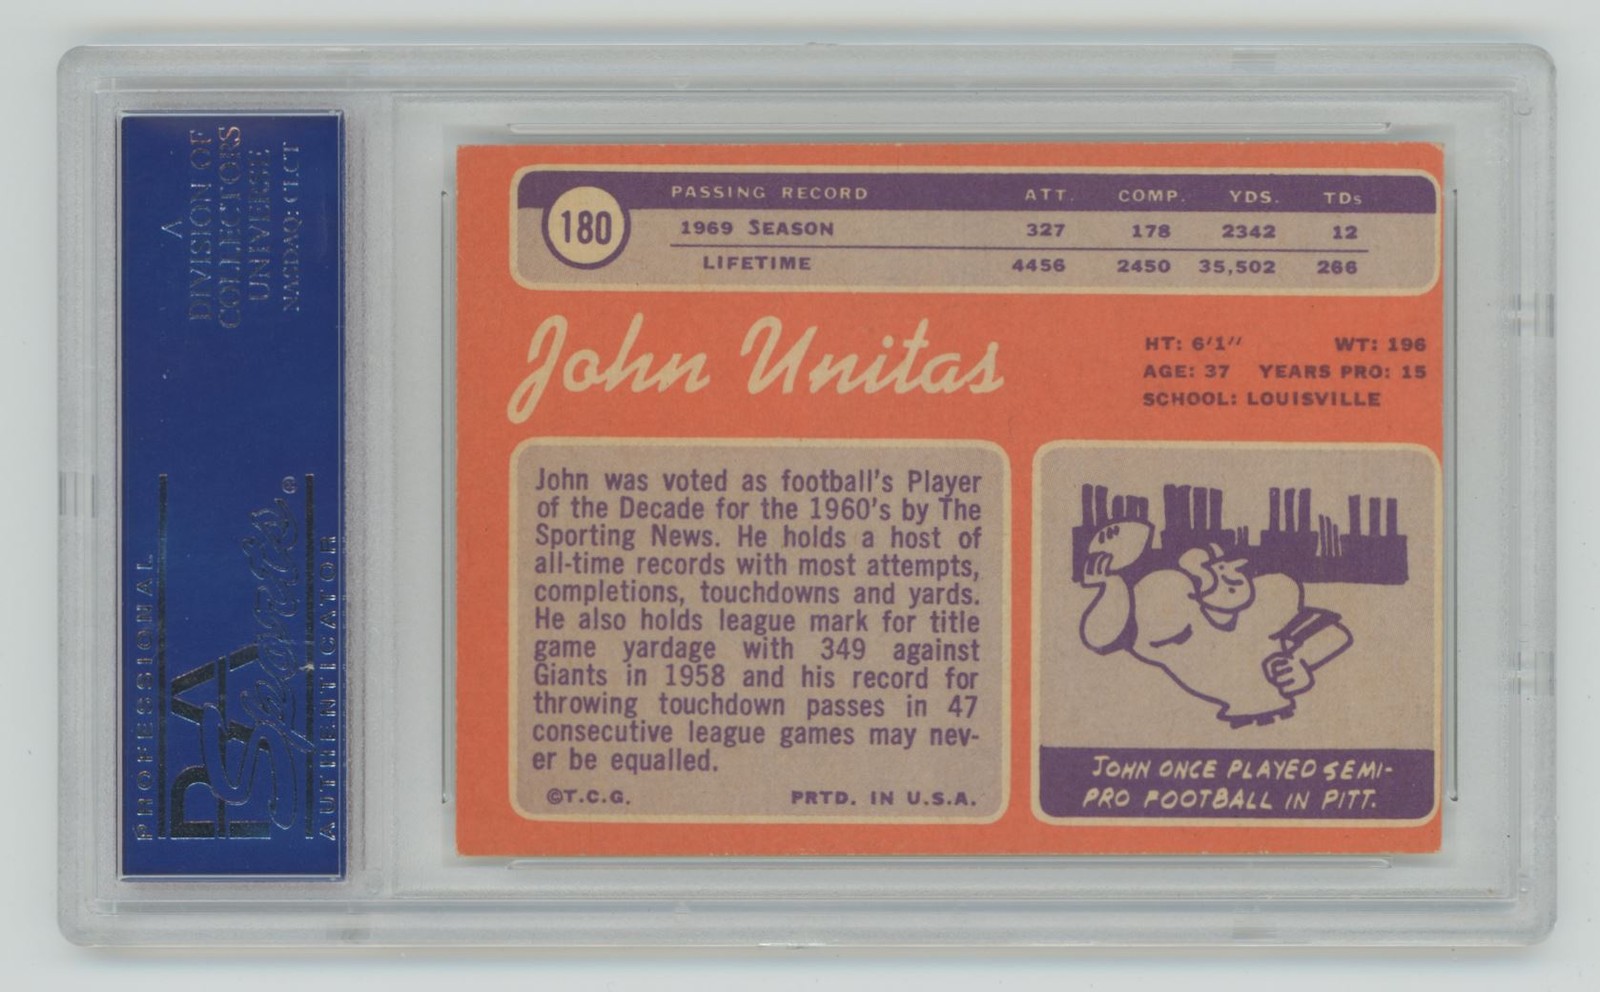 A
DIVISION OF
COLLECTORS
UNIVERSE
NASDAQ: CLCT
PROFESSIONAL
PSA
Sports
®
AUTHENTICATOR
180
PASSING RECORD ATT. COMP. YDS. TDs
1969 SEASON 327 178 2342 12
LIFETIME 4456 2450 35,502 266
John Unitas
HT: 6'1" WT: 196
AGE: 37 YEARS PRO: 15
SCHOOL: LOUISVILLE
John was voted as football's Player
of the Decade for the 1960's by The
Sporting News. He holds a host of
all-time records with most attempts,
completions, touchdowns and yards.
He also holds league mark for title
game yardage with 349 against
Giants in 1958 and his record for
throwing touchdown passes in 47
consecutive league games may nev-
er be equalled.
©T.C.G. PRTD. IN U.S.A.
JOHN ONCE PLAYED SEMI-
PRO FOOTBALL IN PITT.